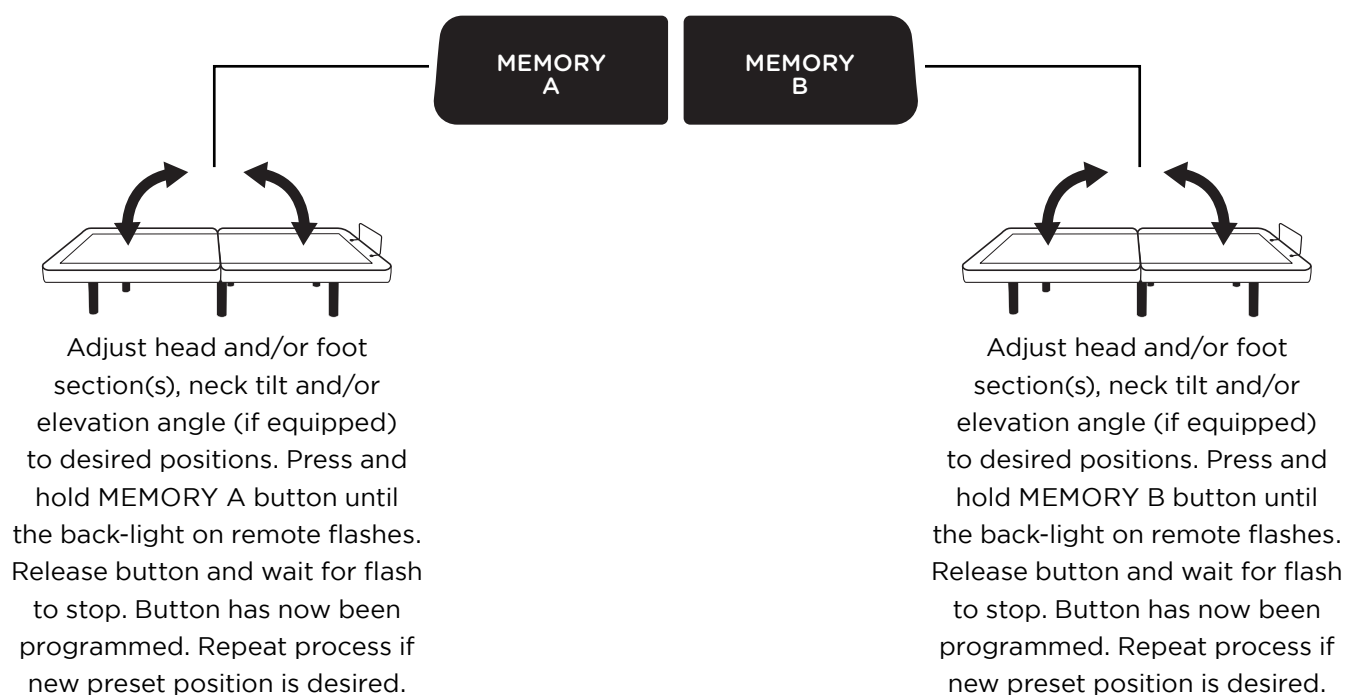 MEMORY
A
MEMORY
B
Adjust head and/or foot
section(s), neck tilt and/or
elevation angle (if equipped)
to desired positions. Press and
hold MEMORY A button until
the back-light on remote flashes.
Release button and wait for flash
to stop. Button has now been
programmed. Repeat process if
new preset position is desired.
Adjust head and/or foot
section(s), neck tilt and/or
elevation angle (if equipped)
to desired positions. Press and
hold MEMORY B button until
the back-light on remote flashes.
Release button and wait for flash
to stop. Button has now been
programmed. Repeat process if
new preset position is desired.